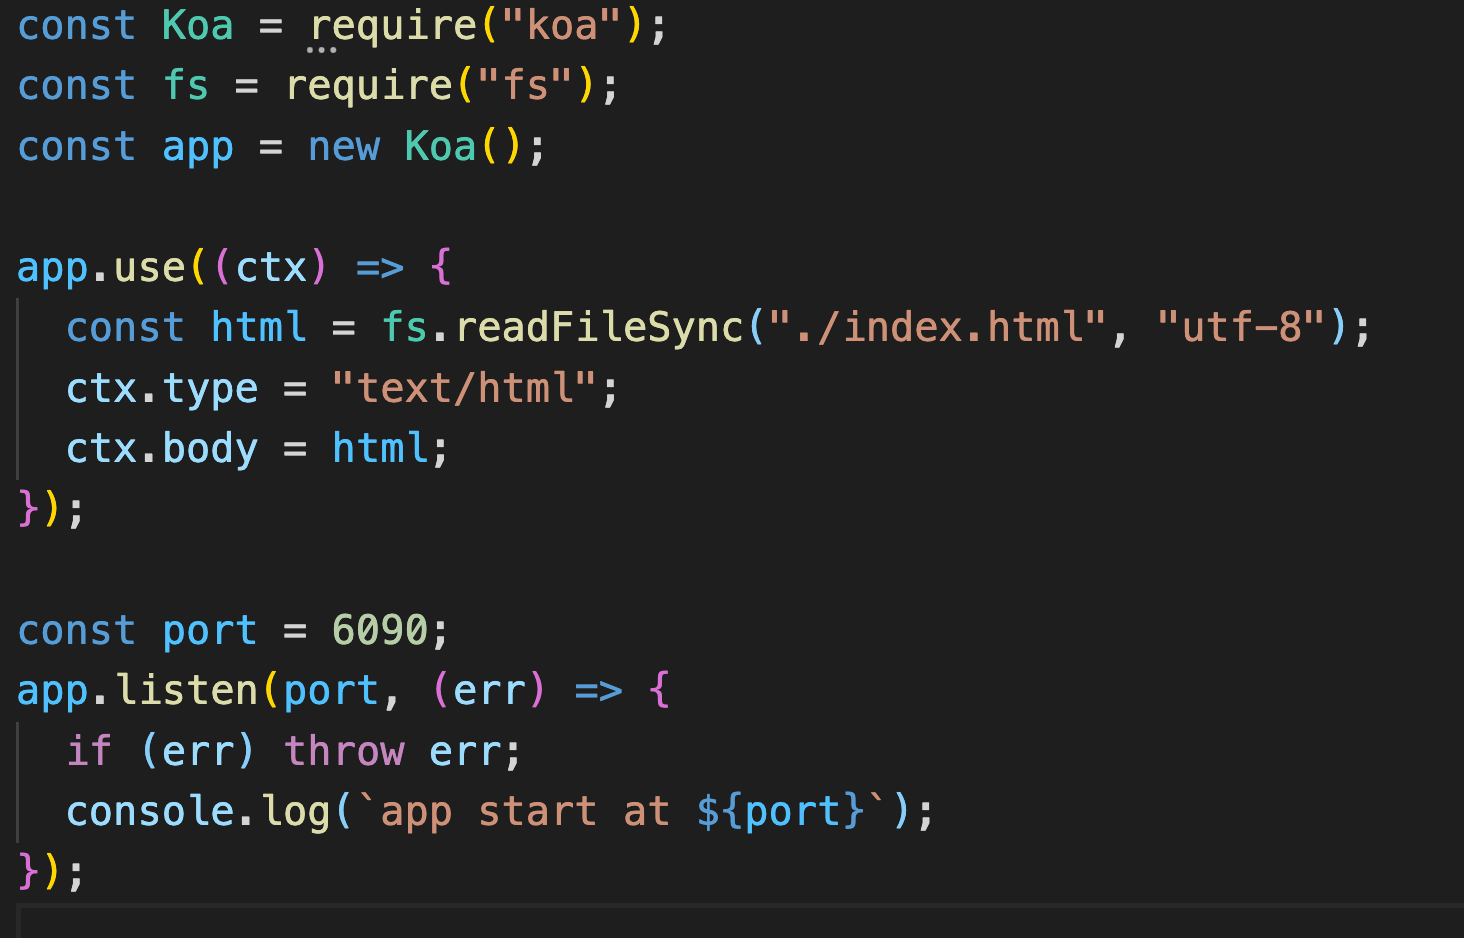 const Koa = require("koa");
const fs = require("fs");
const app = new Koa();

app.use((ctx) => {
  const html = fs.readFileSync("./index.html", "utf-8");
  ctx.type = "text/html";
  ctx.body = html;
});

const port = 6090;
app.listen(port, (err) => {
  if (err) throw err;
  console.log(`app start at ${port}`);
});